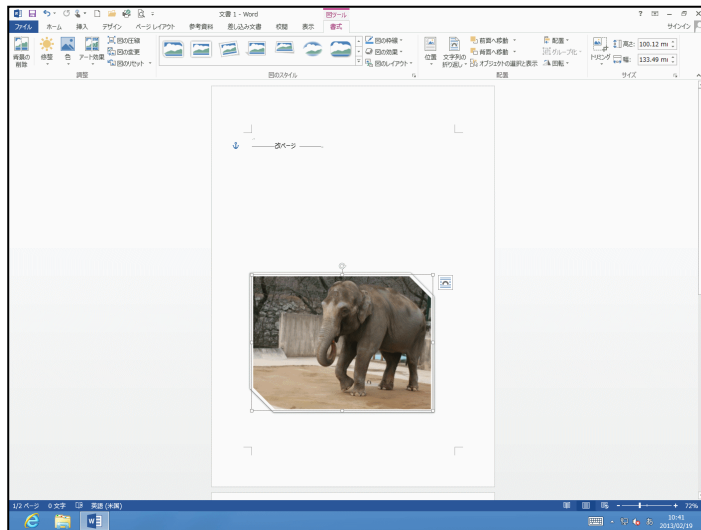 文書 1 - Word
図ツール
ファイル ホーム 挿入 デザイン ページ レイアウト 参考資料 差し込み文書 校閲 表示 書式 サインイン
背景の削除
修整
色
アート効果
図の圧縮
図の変更
図のリセット
調整
図のスタイル
図の枠線
図の効果
図のレイアウト
位置
文字列の折り返し
前面へ移動
背面へ移動
オブジェクトの選択と表示
配置
グループ化
回転
配置
トリミング
高さ: 100.12 mm
幅: 133.49 mm
サイズ
改ページ
1/2 ページ 0 文字 英語 (米国) 72%
あ
10:41
2013/02/19